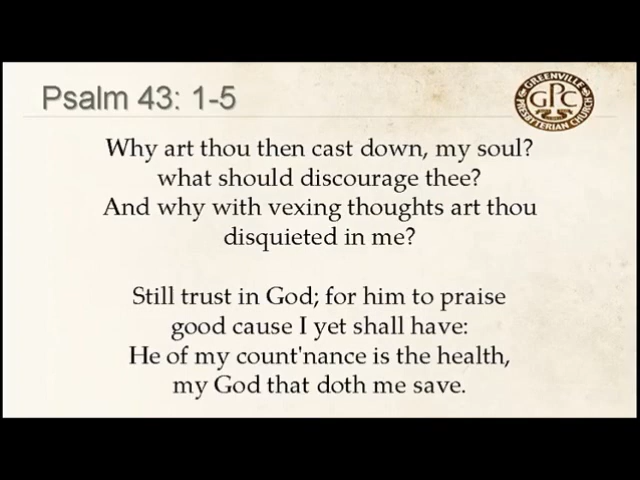 Psalm 43: 1-5
GREENVILLE
GPC
PRESBYTERIAN CHURCH
Why art thou then cast down, my soul?
what should discourage thee?
And why with vexing thoughts art thou
disquieted in me?
Still trust in God; for him to praise
good cause I yet shall have:
He of my count'nance is the health,
my God that doth me save.